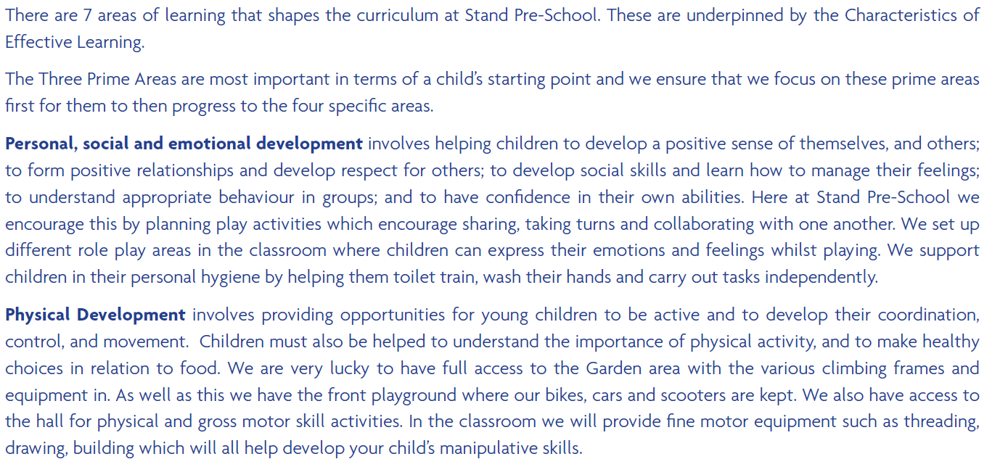 There are 7 areas of learning that shapes the curriculum at Stand Pre-School. These are underpinned by the Characteristics of
Effective Learning.
The Three Prime Areas are most important in terms of a child's starting point and we ensure that we focus on these prime areas
first for them to then progress to the four specific areas.
Personal, social and emotional development involves helping children to develop a positive sense of themselves, and others;
to form positive relationships and develop respect for others; to develop social skills and learn how to manage their feelings;
to understand appropriate behaviour in groups; and to have confidence in their own abilities. Here at Stand Pre-School we
encourage this by planning play activities which encourage sharing, taking turns and collaborating with one another. We set up
different role play areas in the classroom where children can express their emotions and feelings whilst playing. We support
children in their personal hygiene by helping them toilet train, wash their hands and carry out tasks independently.
Physical Development involves providing opportunities for young children to be active and to develop their coordination,
control, and movement.  Children must also be helped to understand the importance of physical activity, and to make healthy
choices in relation to food. We are very lucky to have full access to the Garden area with the various climbing frames and
equipment in. As well as this we have the front playground where our bikes, cars and scooters are kept. We also have access to
the hall for physical and gross motor skill activities. In the classroom we will provide fine motor equipment such as threading,
drawing, building which will all help develop your child's manipulative skills.